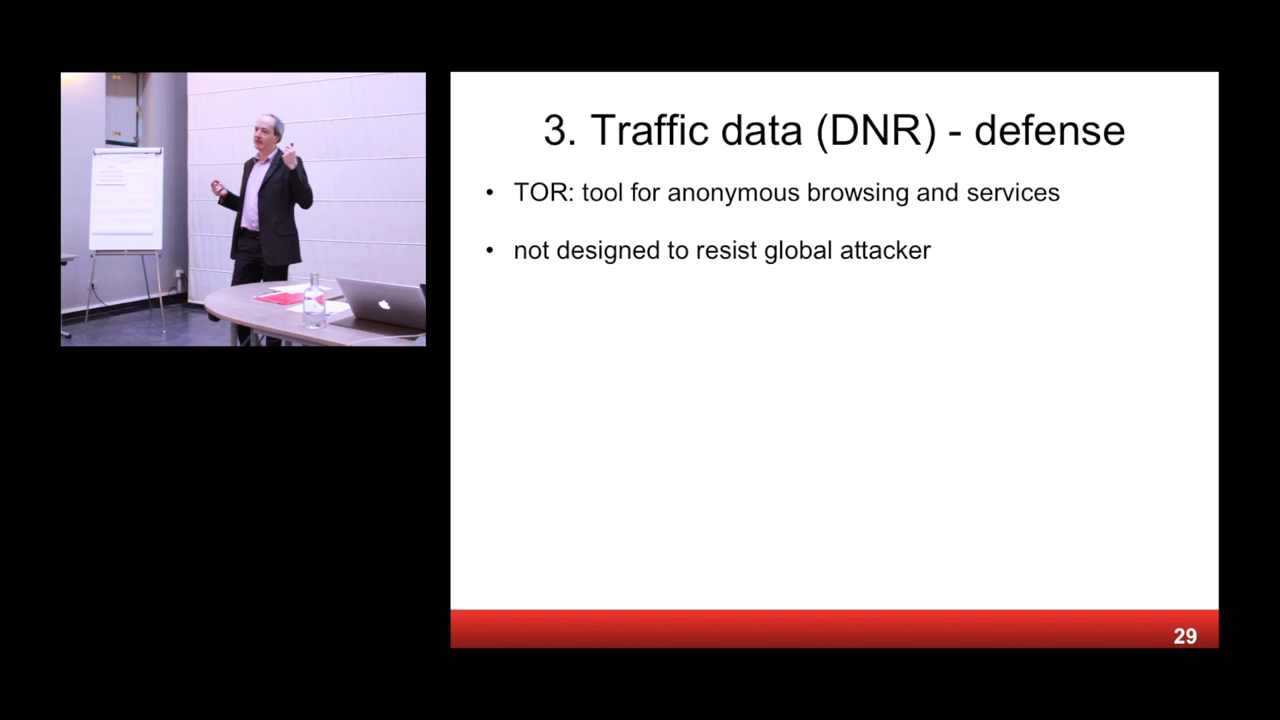 3. Traffic data (DNR) - defense
• TOR: tool for anonymous browsing and services
• not designed to resist global attacker
29